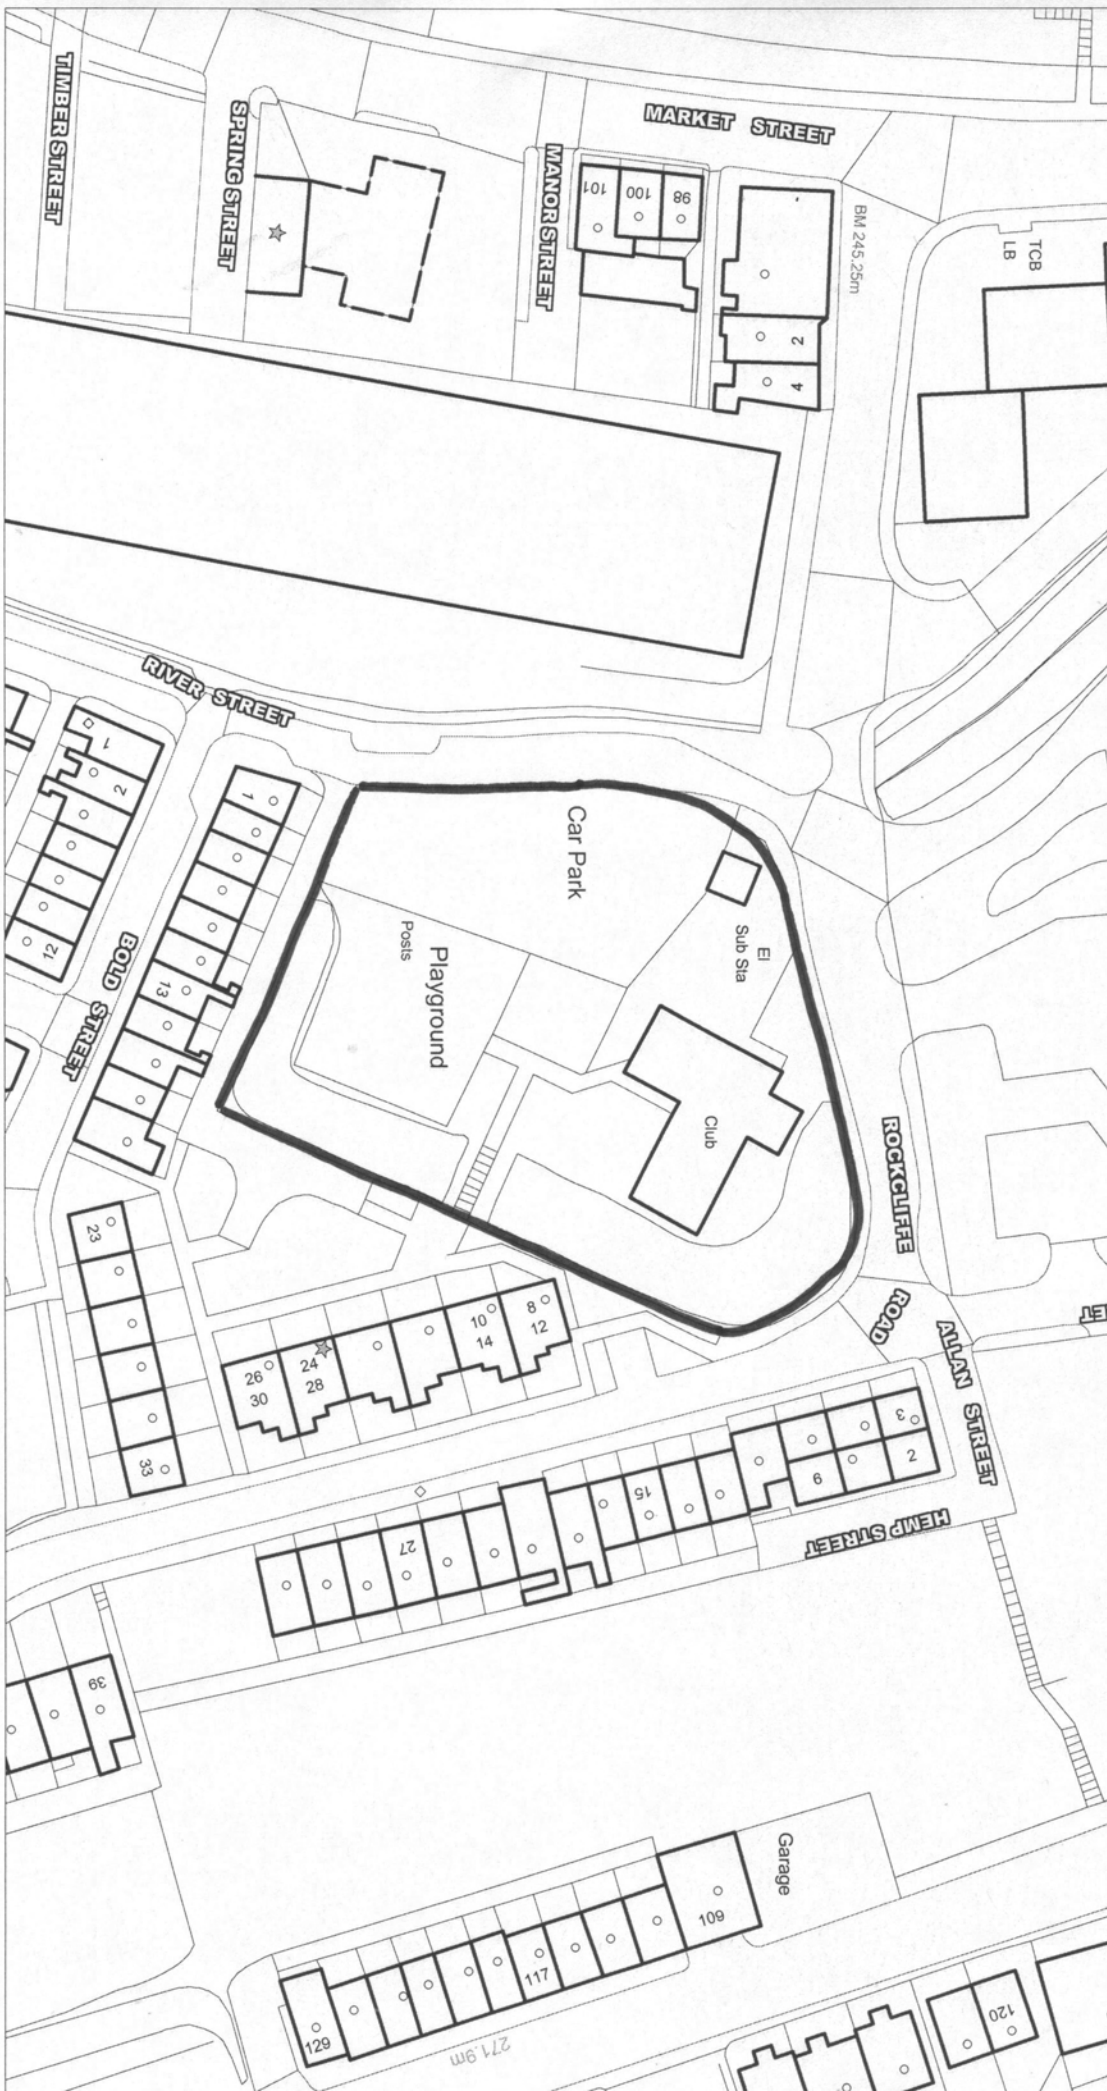 TIMBER STREET
SPRING STREET
MANOR STREET
MARKET STREET
101
100
98
BM 245.25m
2
4
TCB
LB
RIVER STREET
1
2
12
BOLD STREET
1
13
Car Park
El
Sub Sta
Playground
Posts
Club
ROCKCLIFFE
ROAD
ET
ALLAN STREET
HEMP STREET
23
33
26
30
24
28
10
14
8
12
3
2
6
15
27
39
Garage
109
117
129
271.9m
120